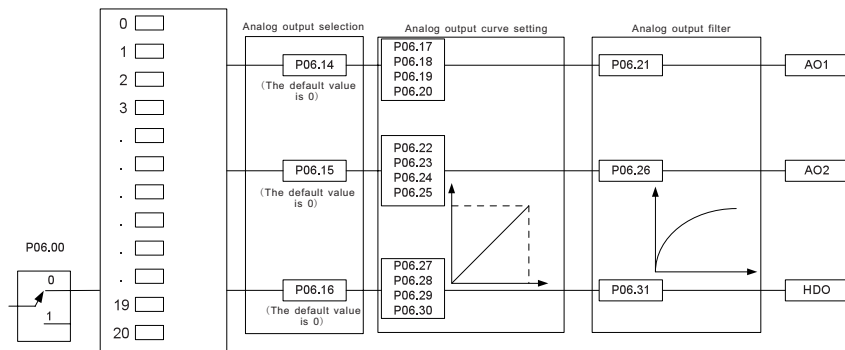 Analog output selection
Analog output curve setting
Analog output filter
0
1
2
3
.
.
.
.
.
.
19
20
P06.00
0
1
P06.14
(The default value
is 0)
P06.17
P06.18
P06.19
P06.20
P06.21
AO1
P06.15
(The default value
is 0)
P06.22
P06.23
P06.24
P06.25
P06.26
AO2
P06.16
(The default value
is 0)
P06.27
P06.28
P06.29
P06.30
P06.31
HDO